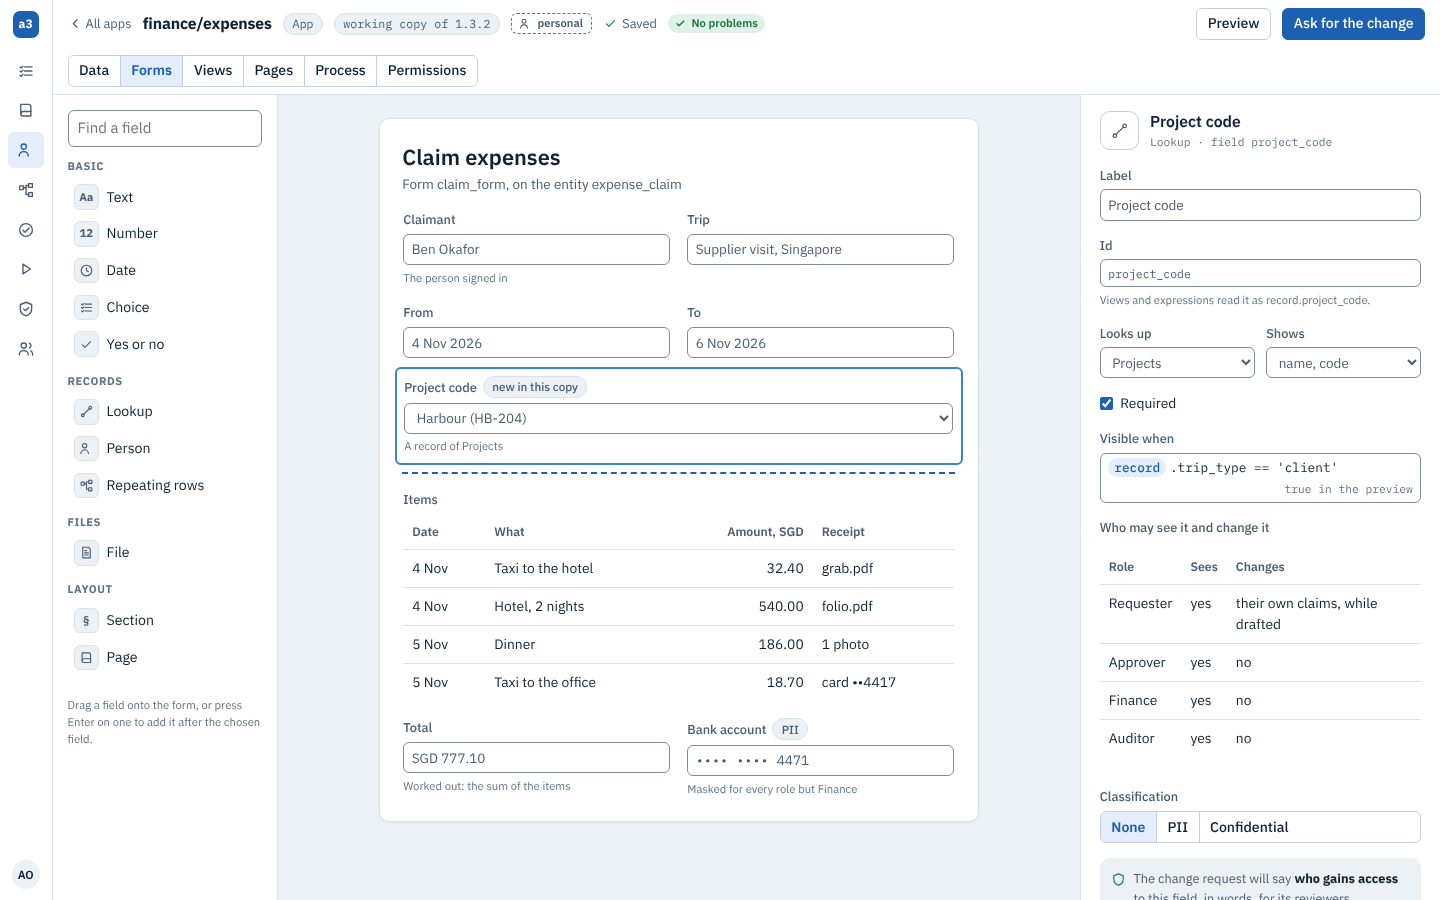 a3
All apps
finance/expenses
App
working copy of 1.3.2
personal
Saved
No problems
Preview
Ask for the change
Data
Forms
Views
Pages
Process
Permissions
Find a field
BASIC
Aa Text
12 Number
Date
Choice
Yes or no
RECORDS
Lookup
Person
Repeating rows
FILES
File
LAYOUT
§ Section
Page
Drag a field onto the form, or press
Enter on one to add it after the chosen
field.
AO
Claim expenses
Form claim_form, on the entity expense_claim
Claimant
Ben Okafor
The person signed in
Trip
Supplier visit, Singapore
From
4 Nov 2026
To
6 Nov 2026
Project code new in this copy
Harbour (HB-204)
A record of Projects
Items
Date What Amount, SGD Receipt
4 Nov Taxi to the hotel 32.40 grab.pdf
4 Nov Hotel, 2 nights 540.00 folio.pdf
5 Nov Dinner 186.00 1 photo
5 Nov Taxi to the office 18.70 card ••4417
Total
SGD 777.10
Worked out: the sum of the items
Bank account PII
•••• •••• 4471
Masked for every role but Finance
Project code
Lookup · field project_code
Label
Project code
Id
project_code
Views and expressions read it as record.project_code.
Looks up
Projects
Shows
name, code
Required
Visible when
record .trip_type == 'client'
true in the preview
Who may see it and change it
Role Sees Changes
Requester yes their own claims, while
drafted
Approver yes no
Finance yes no
Auditor yes no
Classification
None PII Confidential
The change request will say who gains access
to this field, in words, for its reviewers.